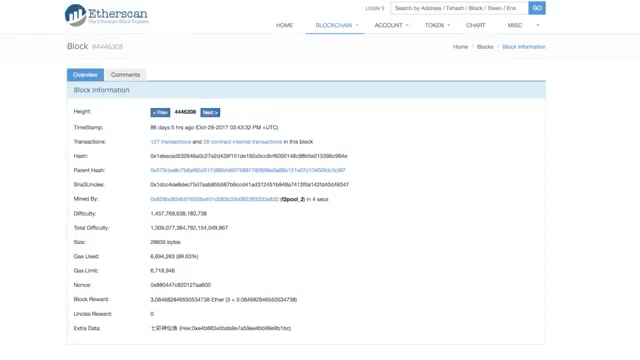 Etherscan
The Ethereum Block Explorer
LOGIN
Search by Address / Txhash / Block / Token / Ens
GO
HOME BLOCKCHAIN ACCOUNT TOKEN CHART MISC
Block #4446308
Home / Blocks / Block Information
Overview Comments
Block Information
Height: < Prev 4446308 Next >
TimeStamp: 86 days 5 hrs ago (Oct-28-2017 03:43:32 PM +UTC)
Transactions: 127 transactions and 28 contract internal transactions in this block
Hash:
Parent Hash:
Sha3Uncles:
Mined By: (f2pool_2) in 4 secs
Difficulty: 1,457,769,638,180,738
Total Difficulty: 1,309,077,384,782,154,049,967
Size: 28635 bytes
Gas Used: 6,694,283 (99.63%)
Gas Limit: 6,718,946
Nonce: 0x880447c820127aa600
Block Reward: 3.084682846550534738 Ether (3 + 0.084682846550534738)
Uncles Reward: 0
Extra Data: 七彩神仙鱼